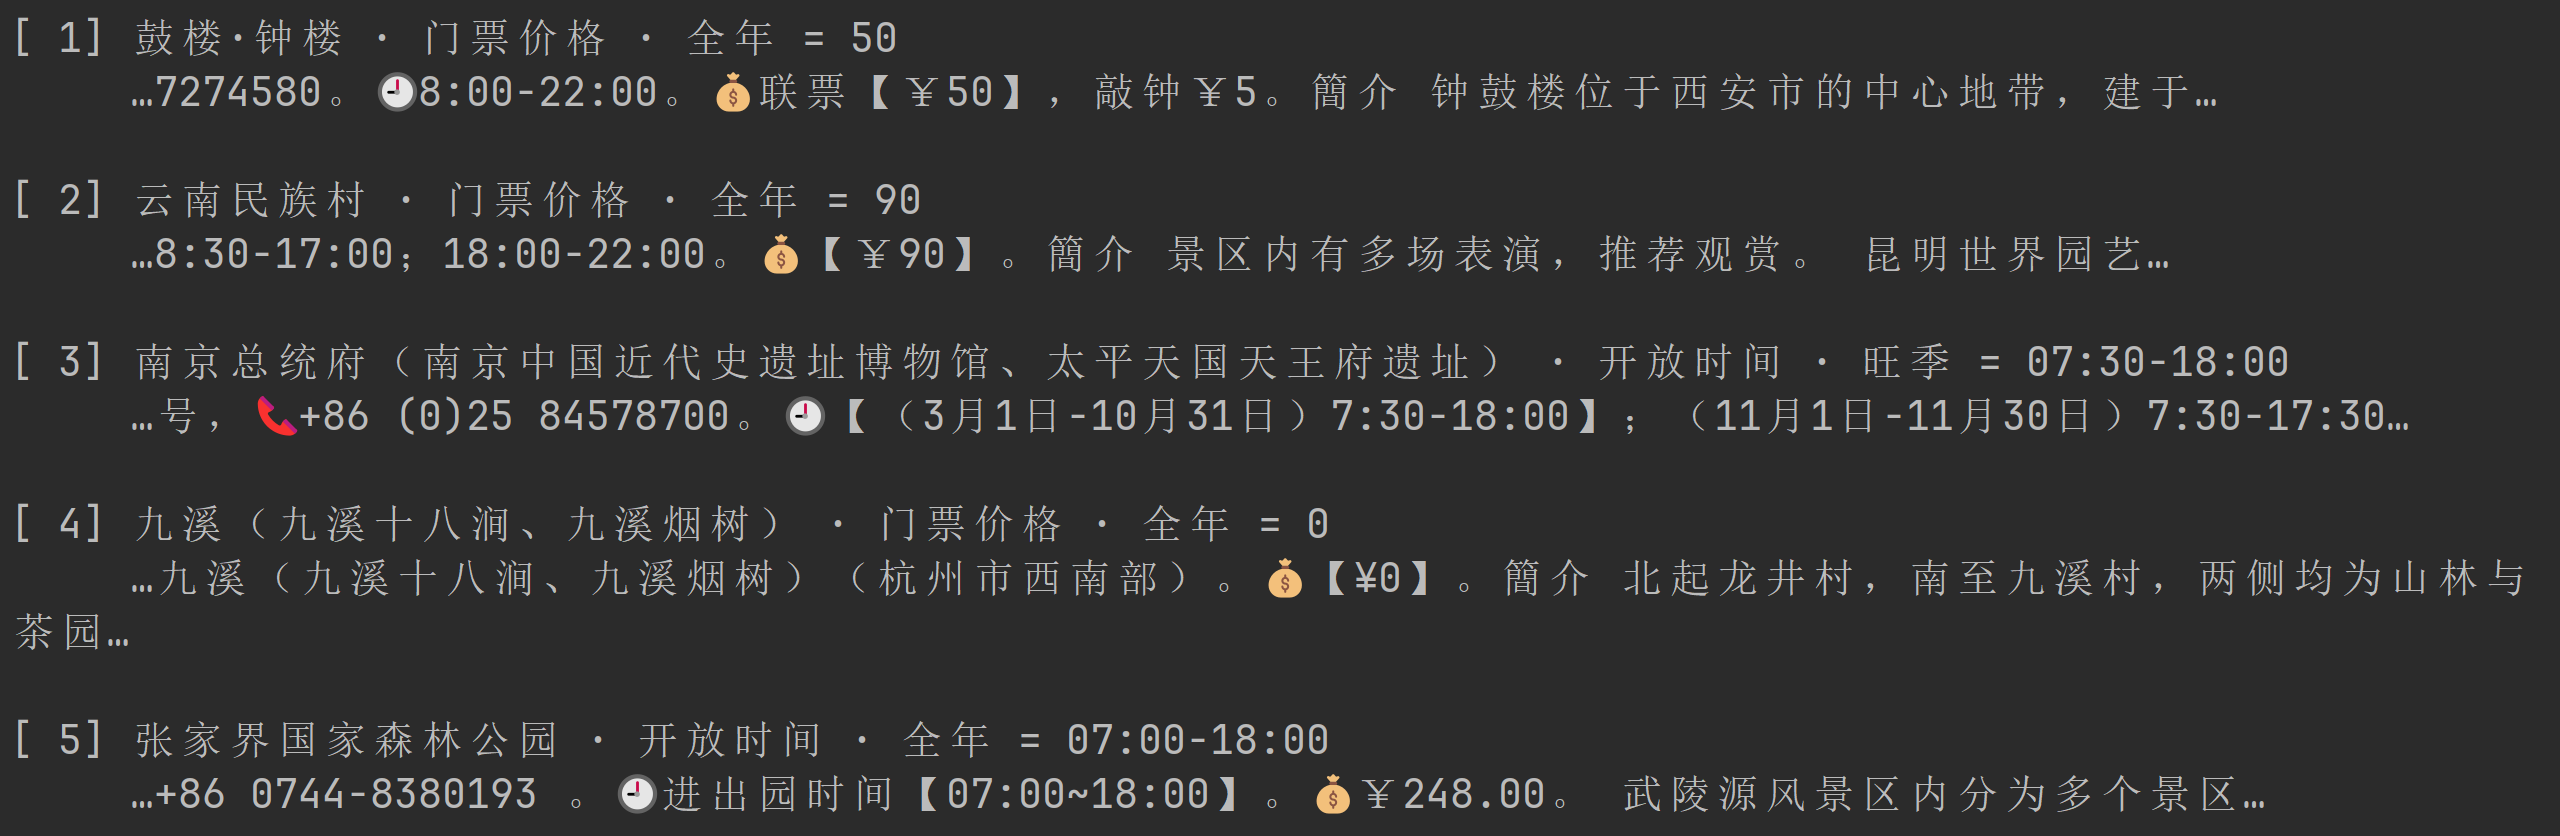 [ 1] 鼓楼·钟楼 · 门票价格 · 全年 = 50
…7274580。🕘8:00-22:00。💰联票【￥50】，敲钟￥5。簡介 钟鼓楼位于西安市的中心地带，建于…
[ 2] 云南民族村 · 门票价格 · 全年 = 90
…8:30-17:00；18:00-22:00。💰【￥90】。簡介 景区内有多场表演，推荐观赏。 昆明世界园艺…
[ 3] 南京总统府（南京中国近代史遗址博物馆、太平天国天王府遗址） · 开放时间 · 旺季 = 07:30-18:00
…号，📞+86 (0)25 84578700。🕘【（3月1日-10月31日）7:30-18:00】；（11月1日-11月30日）7:30-17:30…
[ 4] 九溪（九溪十八涧、九溪烟树） · 门票价格 · 全年 = 0
…九溪（九溪十八涧、九溪烟树）（杭州市西南部）。💰【¥0】。簡介 北起龙井村，南至九溪村，两侧均为山林与
茶园…
[ 5] 张家界国家森林公园 · 开放时间 · 全年 = 07:00-18:00
…+86 0744-8380193 。🕘进出园时间【07:00~18:00】。💰￥248.00。 武陵源风景区内分为多个景区…